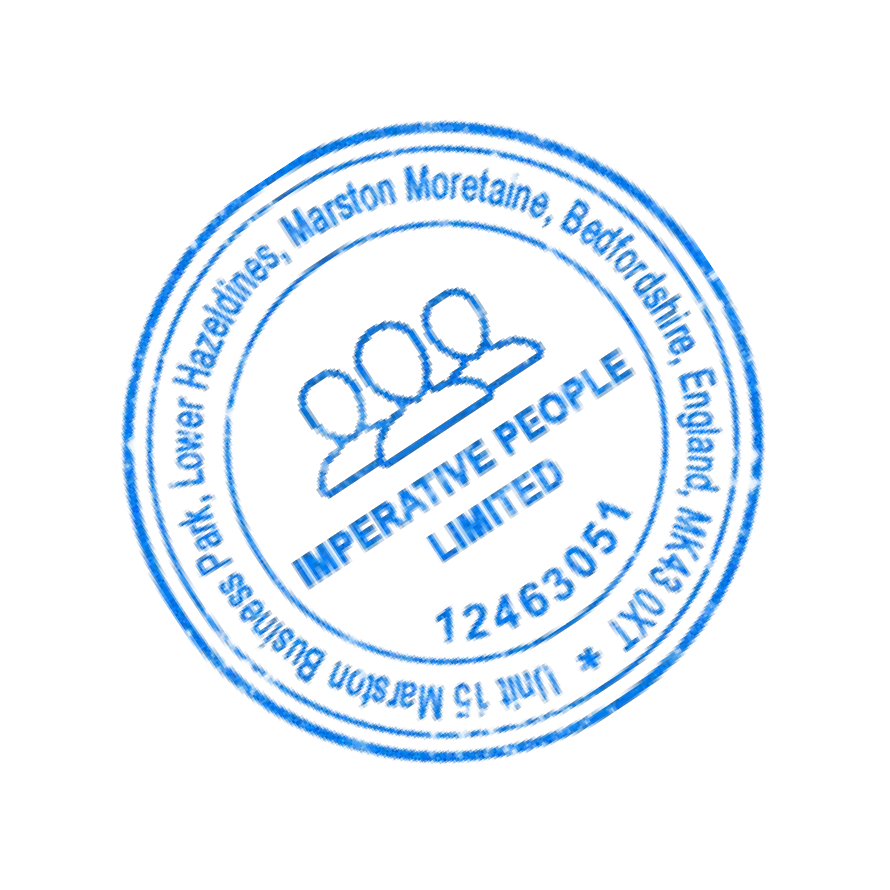 Unit 15 Marston Business Park, Lower Hazeldines, Marston Moretaine, Bedfordshire, England, MK43 0XT *
IMPERATIVE PEOPLE
LIMITED
12463051